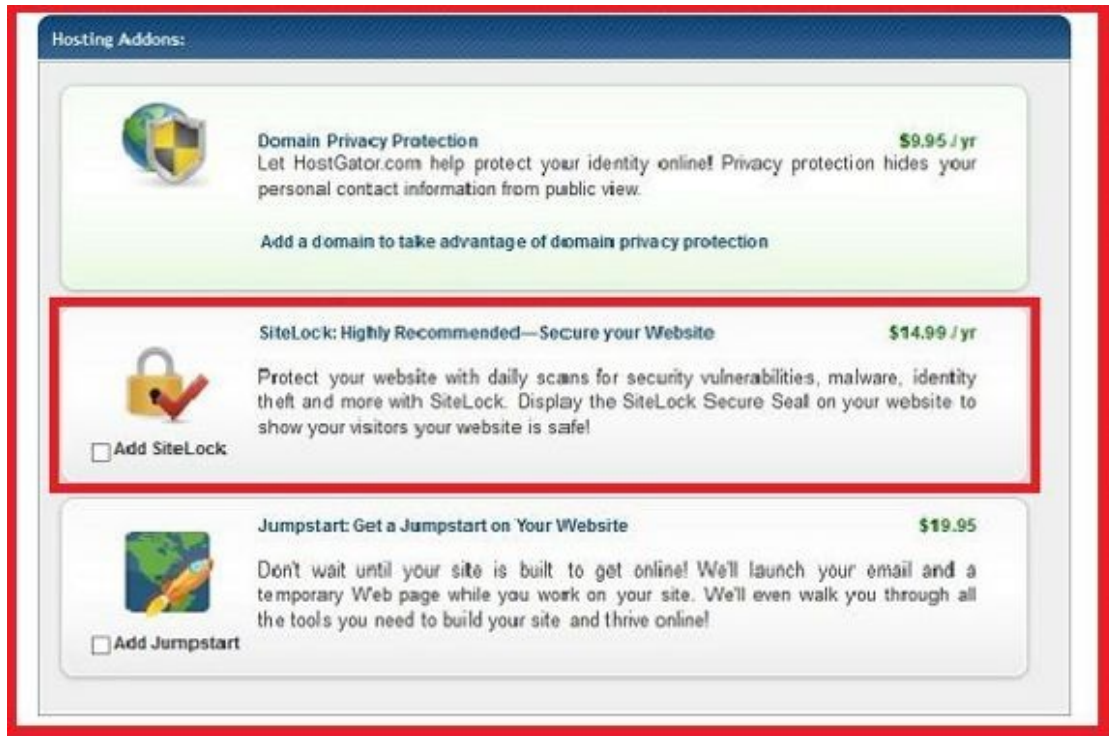 Hosting Addons:
Domain Privacy Protection $9.95 / yr
Let HostGator.com help protect your identity online! Privacy protection hides your
personal contact information from public view.
Add a domain to take advantage of domain privacy protection
SiteLock: Highly Recommended—Secure your Website $14.99 / yr
Protect your website with daily scans for security vulnerabilities, malware, identity
theft and more with SiteLock. Display the SiteLock Secure Seal on your website to
show your visitors your website is safe!
Add SiteLock
Jumpstart: Get a Jumpstart on Your Website $19.95
Don't wait until your site is built to get online! We'll launch your email and a
temporary Web page while you work on your site. We'll even walk you through all
the tools you need to build your site and thrive online!
Add Jumpstart